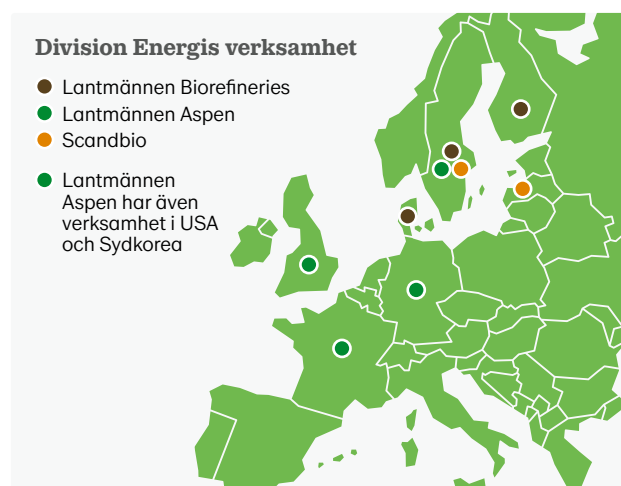 Division Energis verksamhet
Lantmännen Biorefineries
Lantmännen Aspen
Scandbio
Lantmännen
Aspen har även
verksamhet i USA
och Sydkorea